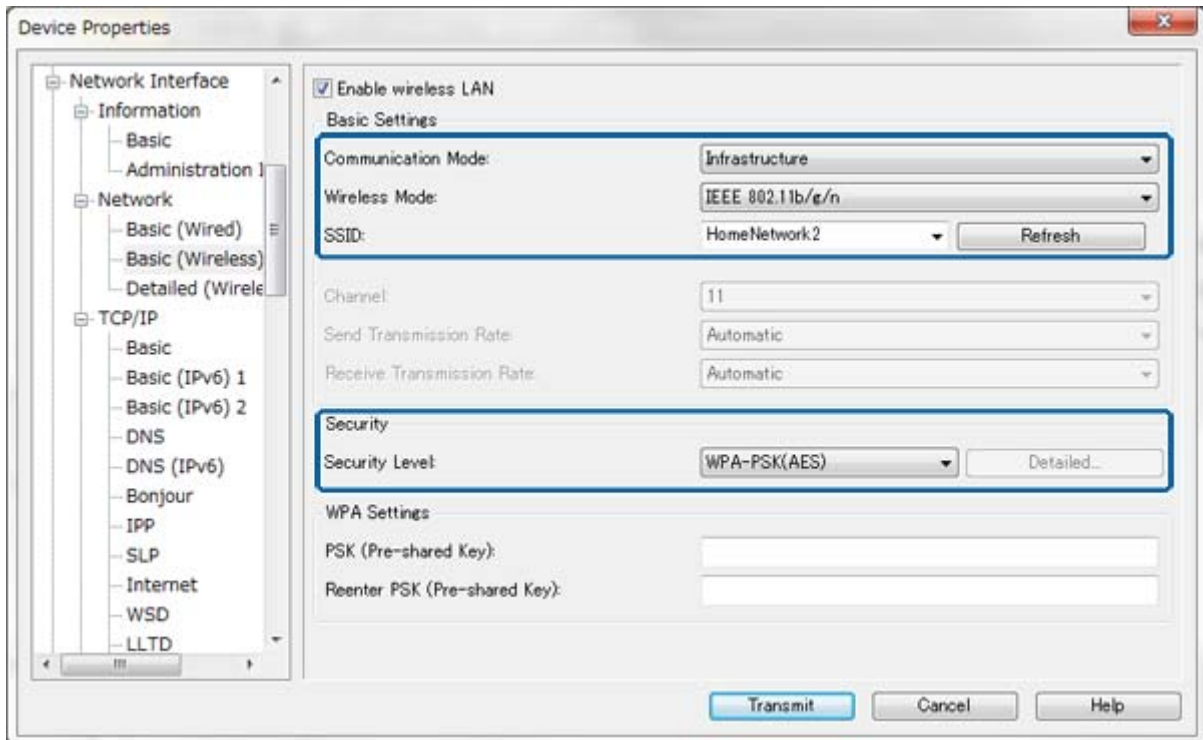 Device Properties
Network Interface
Information
Basic
Administration I
Network
Basic (Wired)
Basic (Wireless)
Detailed (Wirele
TCP/IP
Basic
Basic (IPv6) 1
Basic (IPv6) 2
DNS
DNS (IPv6)
Bonjour
IPP
SLP
Internet
WSD
LLTD
Enable wireless LAN
Basic Settings
Communication Mode: Infrastructure
Wireless Mode: IEEE 802.11b/g/n
SSID: HomeNetwork2 Refresh
Channel: 11
Send Transmission Rate: Automatic
Receive Transmission Rate: Automatic
Security
Security Level: WPA-PSK(AES) Detailed...
WPA Settings
PSK (Pre-shared Key):
Reenter PSK (Pre-shared Key):
Transmit Cancel Help